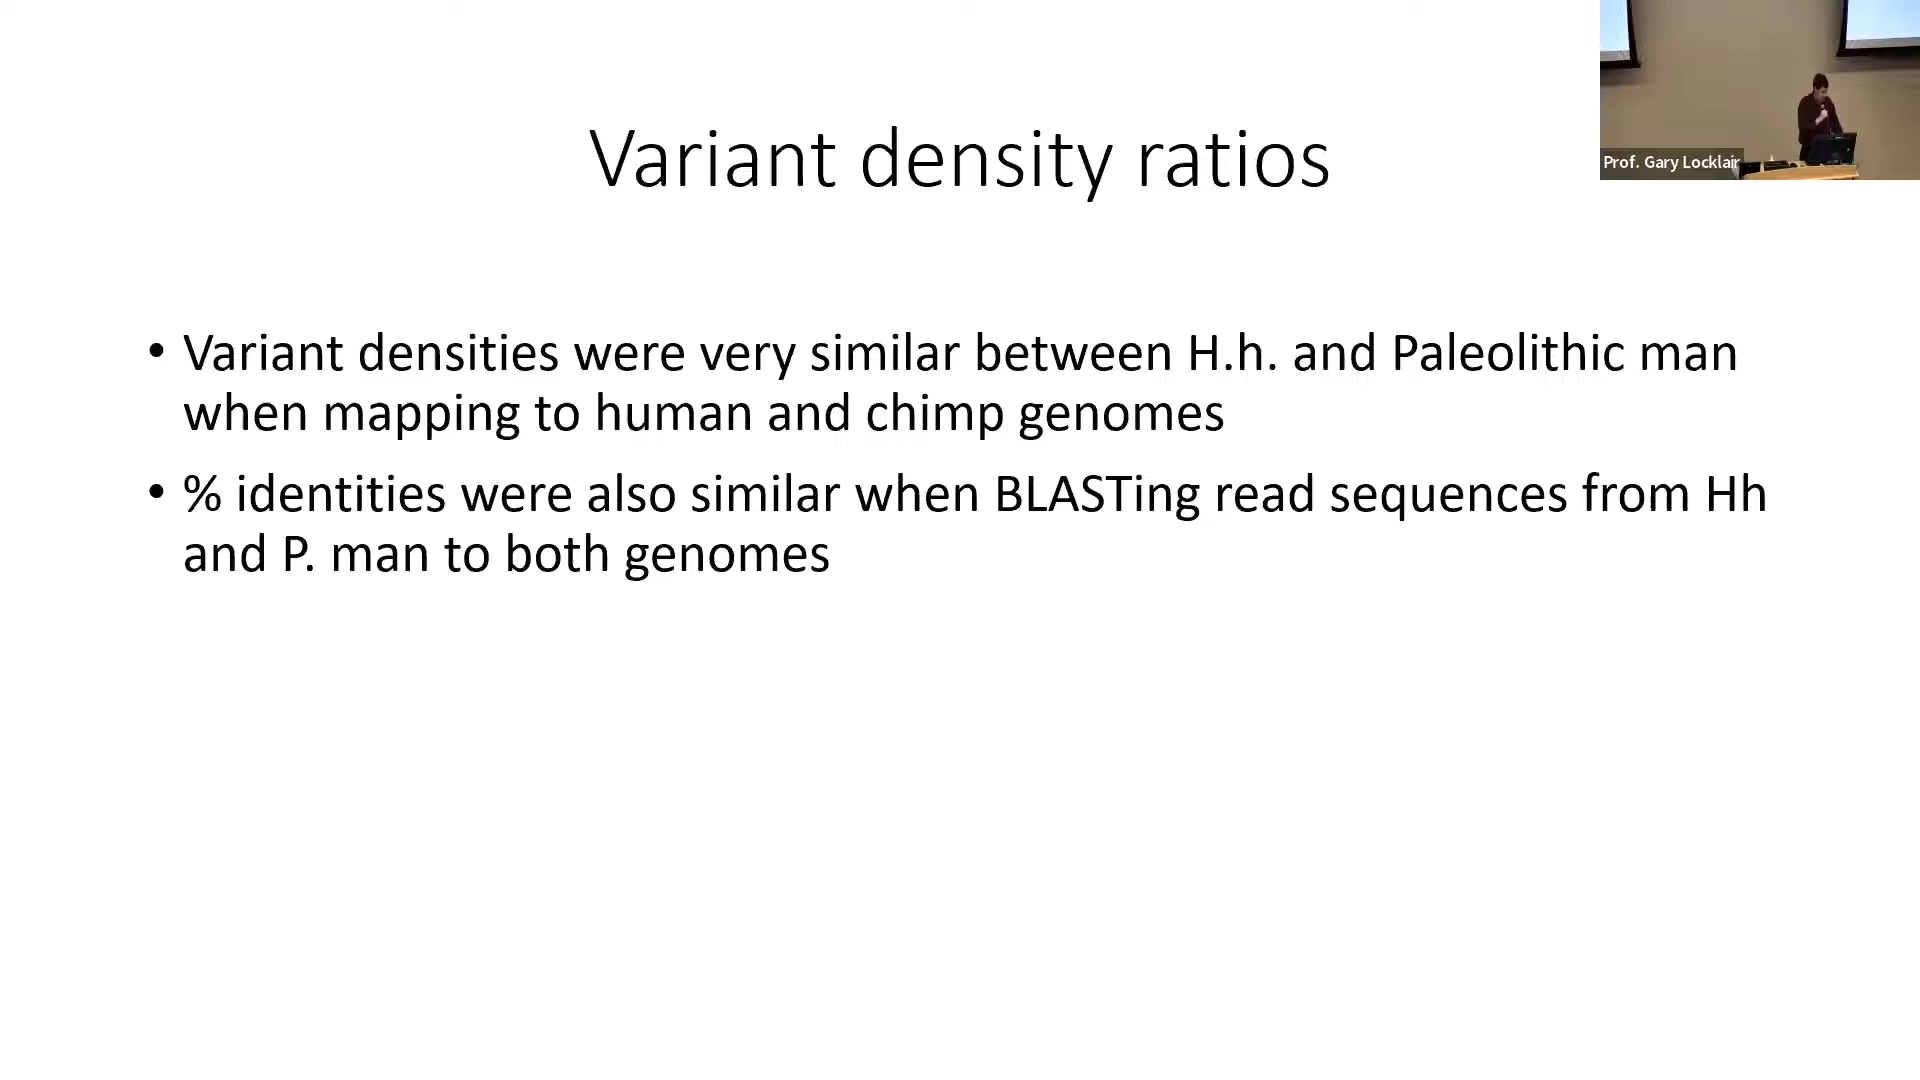 Variant density ratios
Prof. Gary Locklair
• Variant densities were very similar between H.h. and Paleolithic man
when mapping to human and chimp genomes
• % identities were also similar when BLASTing read sequences from Hh
and P. man to both genomes